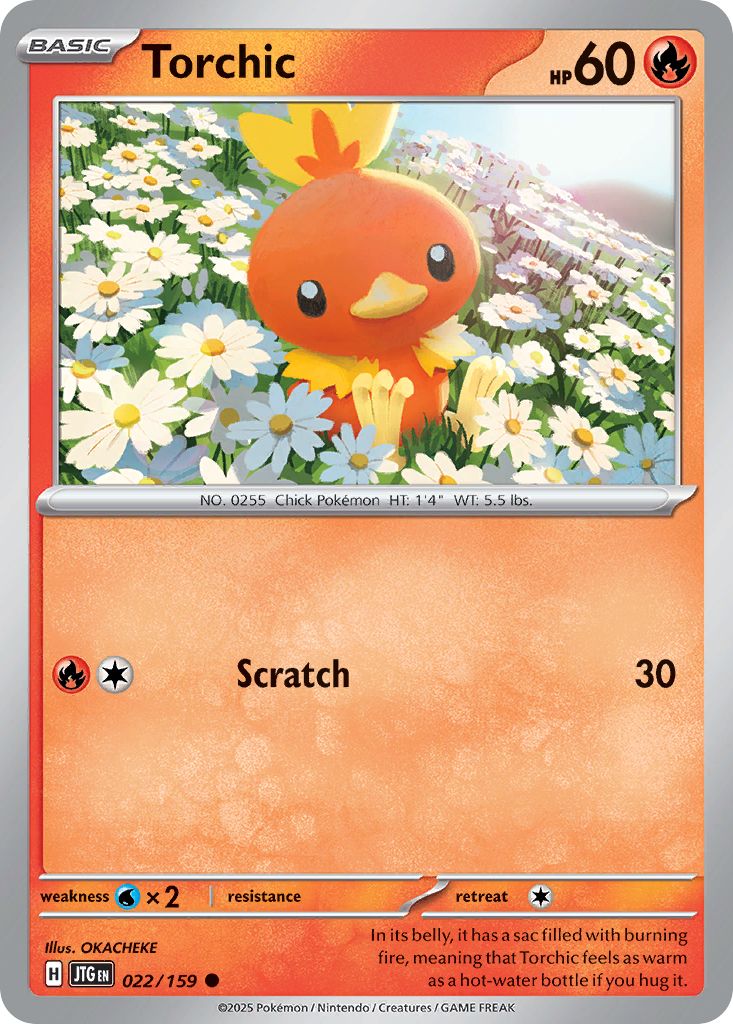 BASIC Torchic HP60
NO. 0255 Chick Pokémon HT: 1'4" WT: 5.5 lbs.
Scratch 30
weakness ×2 resistance retreat
Illus. OKACHEKE
H JTG EN 022/159
In its belly, it has a sac filled with burning
fire, meaning that Torchic feels as warm
as a hot-water bottle if you hug it.
©2025 Pokémon / Nintendo / Creatures / GAME FREAK